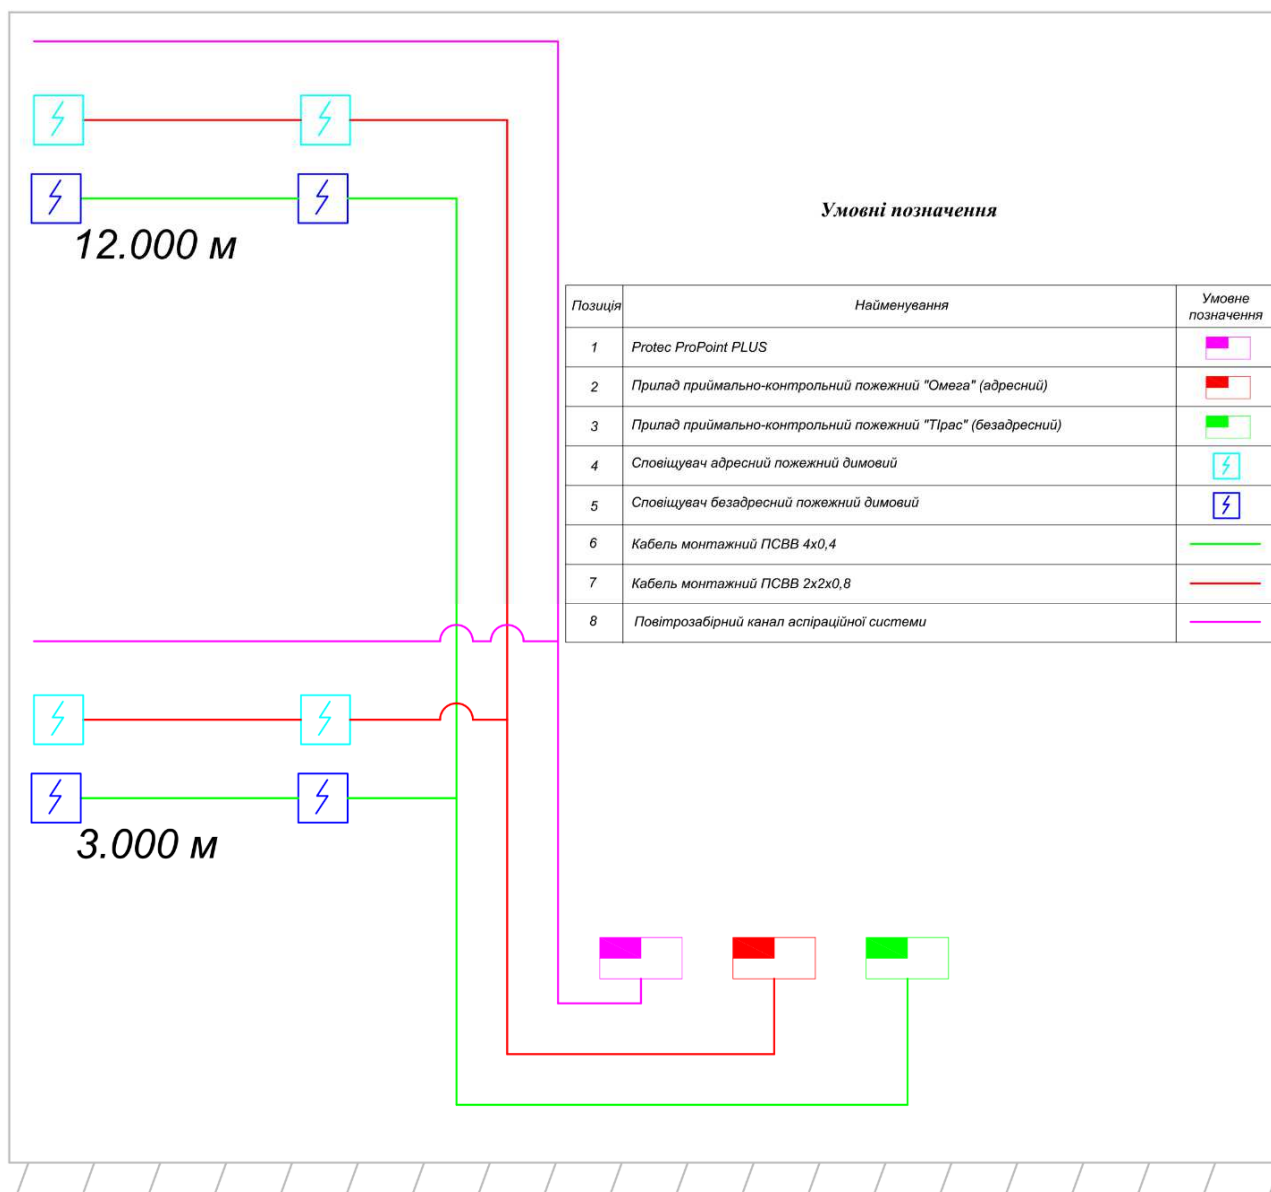 12.000 м
Умовні позначення
Позиція Найменування Умовне позначення
1 Protec ProPoint PLUS
2 Прилад приймально-контрольний пожежний "Омега" (адресний)
3 Прилад приймально-контрольний пожежний "ТІрас" (безадресний)
4 Сповіщувач адресний пожежний димовий
5 Сповіщувач безадресний пожежний димовий
6 Кабель монтажний ПСВВ 4х0,4
7 Кабель монтажний ПСВВ 2х2х0,8
8 Повітрозабірний канал аспіраційної системи
3.000 м